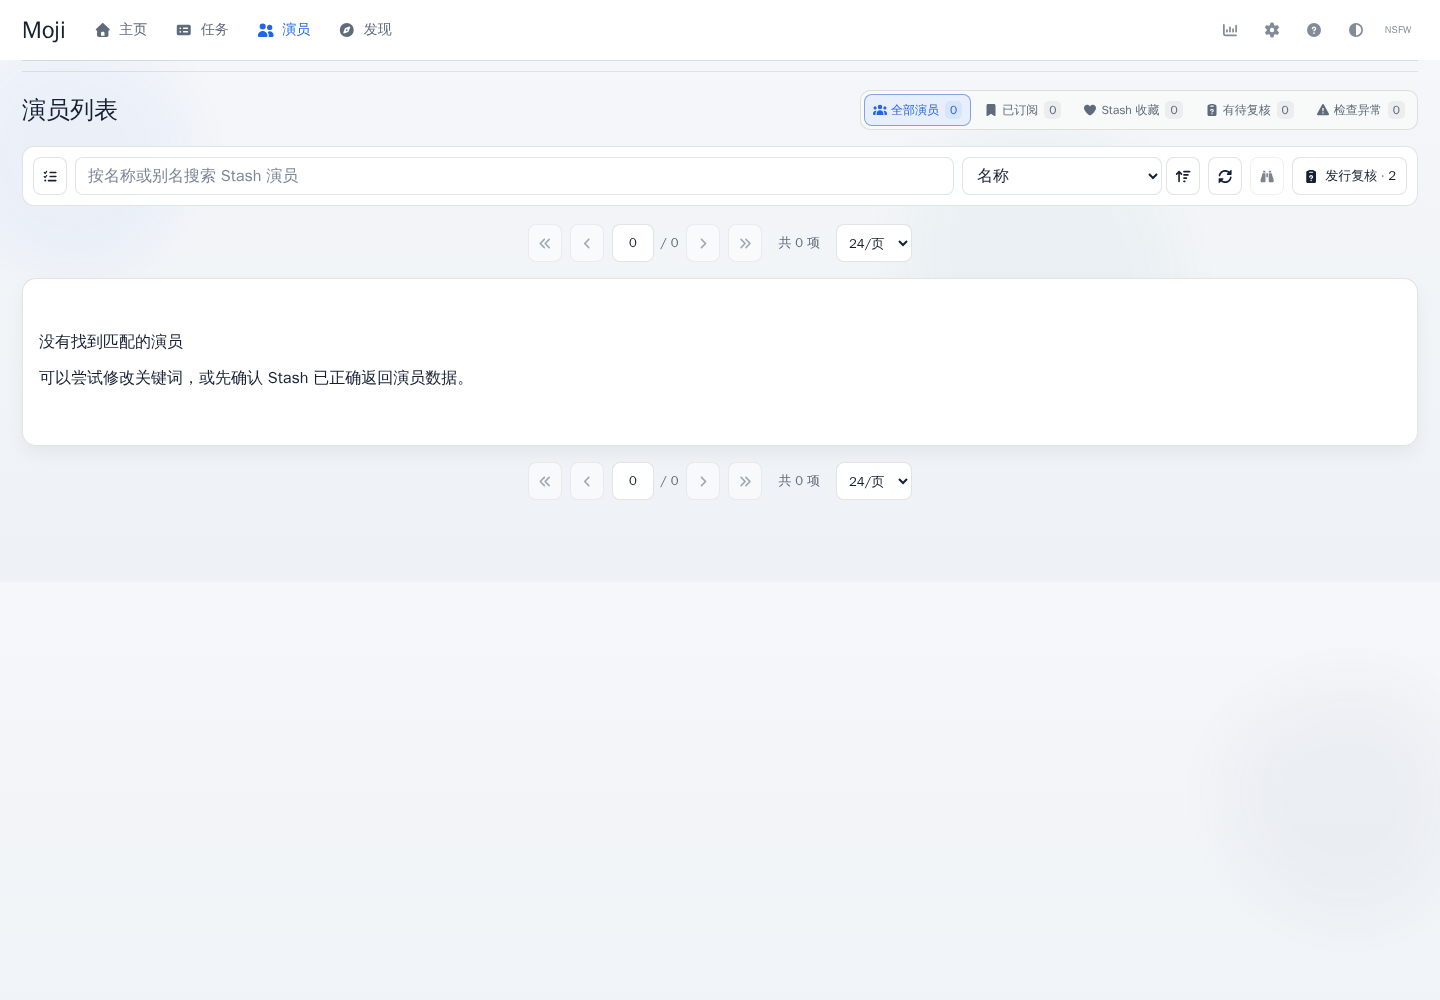 Moji 主页 任务 演员 发现 NSFW
演员列表 全部演员 0 已订阅 0 Stash 收藏 0 有待复核 0 检查异常 0
按名称或别名搜索 Stash 演员 名称 发行复核 · 2
0 / 0 共 0 项 24/页
没有找到匹配的演员
可以尝试修改关键词，或先确认 Stash 已正确返回演员数据。
0 / 0 共 0 项 24/页